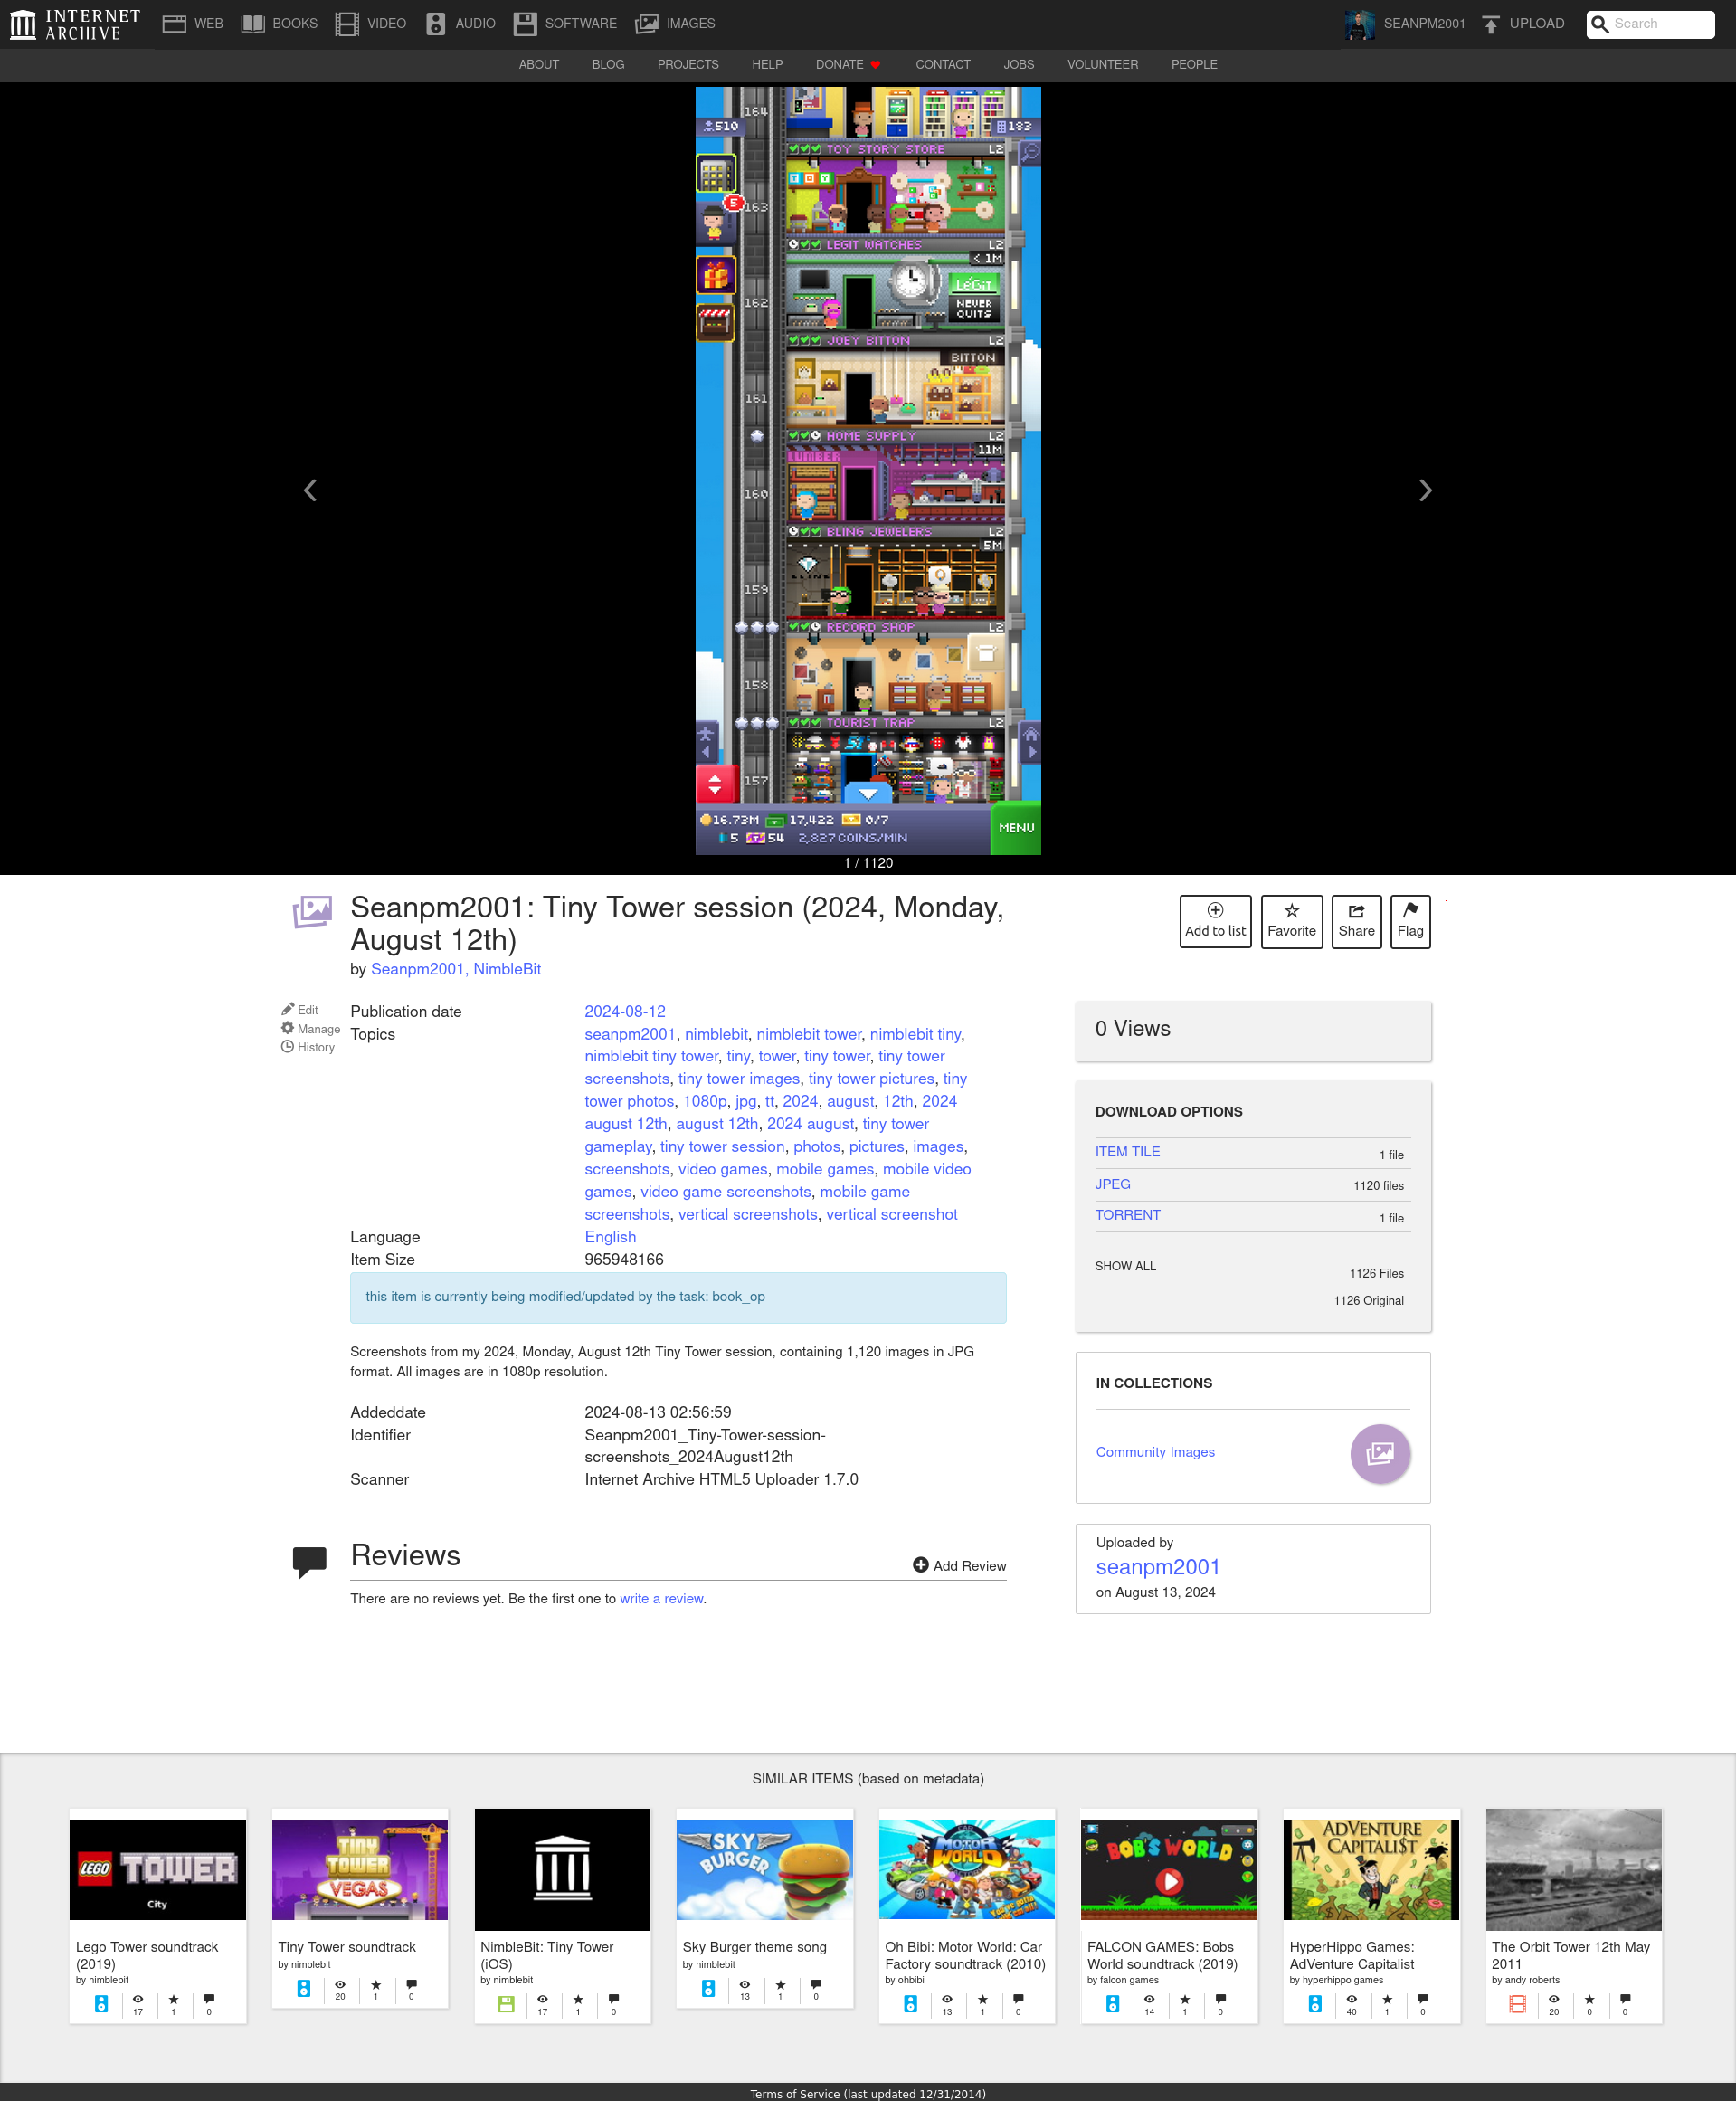 INTERNET
ARCHIVE
WEB
BOOKS
VIDEO
AUDIO
SOFTWARE
IMAGES
SEANPM2001
UPLOAD
Search
ABOUT
BLOG
PROJECTS
HELP
DONATE
CONTACT
JOBS
VOLUNTEER
PEOPLE
164
510
183
TOY STORY STORE L2
TOY
5
163
LEGIT WATCHES L2
< 1M
LéGit
NEVER
QUITS
162
JOEY BITTON L2
BITTON
161
HOME SUPPLY L2
11M
LUMBER
160
BLING JEWELERS L2
5M
159
RECORD SHOP L2
158
TOURIST TRAP L2
157
16.73M 17,422 0/7
5 54 2,827 COINS/MIN
MENU
1 / 1120
Seanpm2001: Tiny Tower session (2024, Monday,
August 12th)
by Seanpm2001, NimbleBit
Add to list
Favorite
Share
Flag
Edit
Manage
History
Publication date 2024-08-12
Topics seanpm2001, nimblebit, nimblebit tower, nimblebit tiny,
nimblebit tiny tower, tiny, tower, tiny tower, tiny tower
screenshots, tiny tower images, tiny tower pictures, tiny
tower photos, 1080p, jpg, tt, 2024, august, 12th, 2024
august 12th, august 12th, 2024 august, tiny tower
gameplay, tiny tower session, photos, pictures, images,
screenshots, video games, mobile games, mobile video
games, video game screenshots, mobile game
screenshots, vertical screenshots, vertical screenshot
Language English
Item Size 965948166
this item is currently being modified/updated by the task: book_op
Screenshots from my 2024, Monday, August 12th Tiny Tower session, containing 1,120 images in JPG
format. All images are in 1080p resolution.
Addeddate 2024-08-13 02:56:59
Identifier Seanpm2001_Tiny-Tower-session-
screenshots_2024August12th
Scanner Internet Archive HTML5 Uploader 1.7.0
Reviews
Add Review
There are no reviews yet. Be the first one to write a review.
0 Views
DOWNLOAD OPTIONS
ITEM TILE 1 file
JPEG 1120 files
TORRENT 1 file
SHOW ALL 1126 Files
1126 Original
IN COLLECTIONS
Community Images
Uploaded by
seanpm2001
on August 13, 2024
SIMILAR ITEMS (based on metadata)
LEGO TOWER
City
Lego Tower soundtrack
(2019)
by nimblebit
17 1 0
TINY
TOWER
VEGAS
Tiny Tower soundtrack
by nimblebit
20 1 0
NimbleBit: Tiny Tower
(iOS)
by nimblebit
17 1 0
SKY
BURGER
Sky Burger theme song
by nimblebit
13 1 0
MOTOR
WORLD
Oh Bibi: Motor World: Car
Factory soundtrack (2010)
by ohbibi
13 1 0
BOB'S WORLD
FALCON GAMES: Bobs
World soundtrack (2019)
by falcon games
14 1 0
ADVENTURE
CAPITALI$T
HyperHippo Games:
AdVenture Capitalist
by hyperhippo games
40 1 0
The Orbit Tower 12th May
2011
by andy roberts
20 0 0
Terms of Service (last updated 12/31/2014)